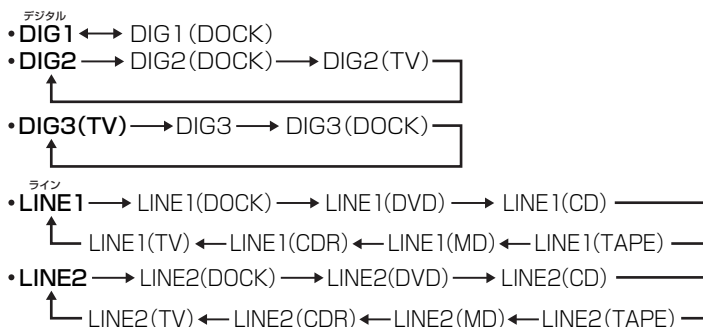 デジタル
•DIG1 ←→ DIG1(DOCK)
•DIG2 → DIG2(DOCK) → DIG2(TV)
•DIG3(TV) → DIG3 → DIG3(DOCK)
ライン
•LINE1 → LINE1(DOCK) → LINE1(DVD) → LINE1(CD)
LINE1(TV) ← LINE1(CDR) ← LINE1(MD) ← LINE1(TAPE)
•LINE2 → LINE2(DOCK) → LINE2(DVD) → LINE2(CD)
LINE2(TV) ← LINE2(CDR) ← LINE2(MD) ← LINE2(TAPE)